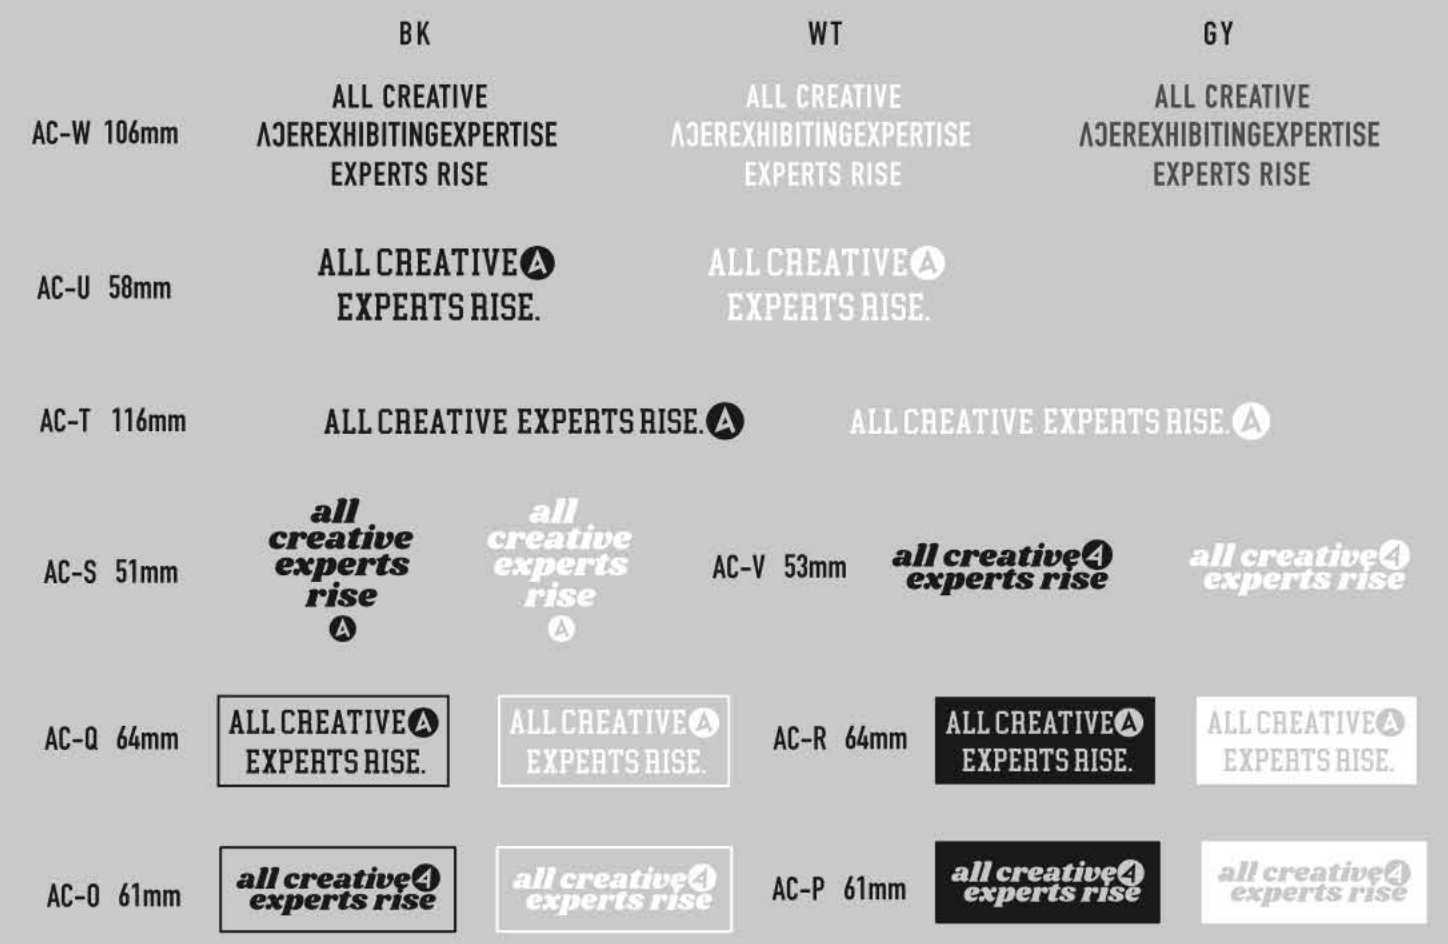 BK WT GY
ALL CREATIVE ALL CREATIVE ALL CREATIVE
AC-W 106mm ΛƆEREXHIBITINGEXPERTISE ΛƆEREXHIBITINGEXPERTISE ΛƆEREXHIBITINGEXPERTISE
EXPERTS RISE EXPERTS RISE EXPERTS RISE
ALL CREATIVE A ALL CREATIVE A
AC-U 58mm
EXPERTS RISE. EXPERTS RISE.
AC-T 116mm ALL CREATIVE EXPERTS RISE. A ALL CREATIVE EXPERTS RISE. A
all all
creative creative
experts experts
rise rise
A A
AC-S 51mm
AC-V 53mm
all creative A all creative A
experts rise experts rise
AC-Q 64mm
ALL CREATIVE A ALL CREATIVE A
EXPERTS RISE. EXPERTS RISE.
AC-R 64mm
ALL CREATIVE A ALL CREATIVE A
EXPERTS RISE. EXPERTS RISE.
AC-O 61mm
all creative A all creative A
experts rise experts rise
AC-P 61mm
all creative A all creative A
experts rise experts rise